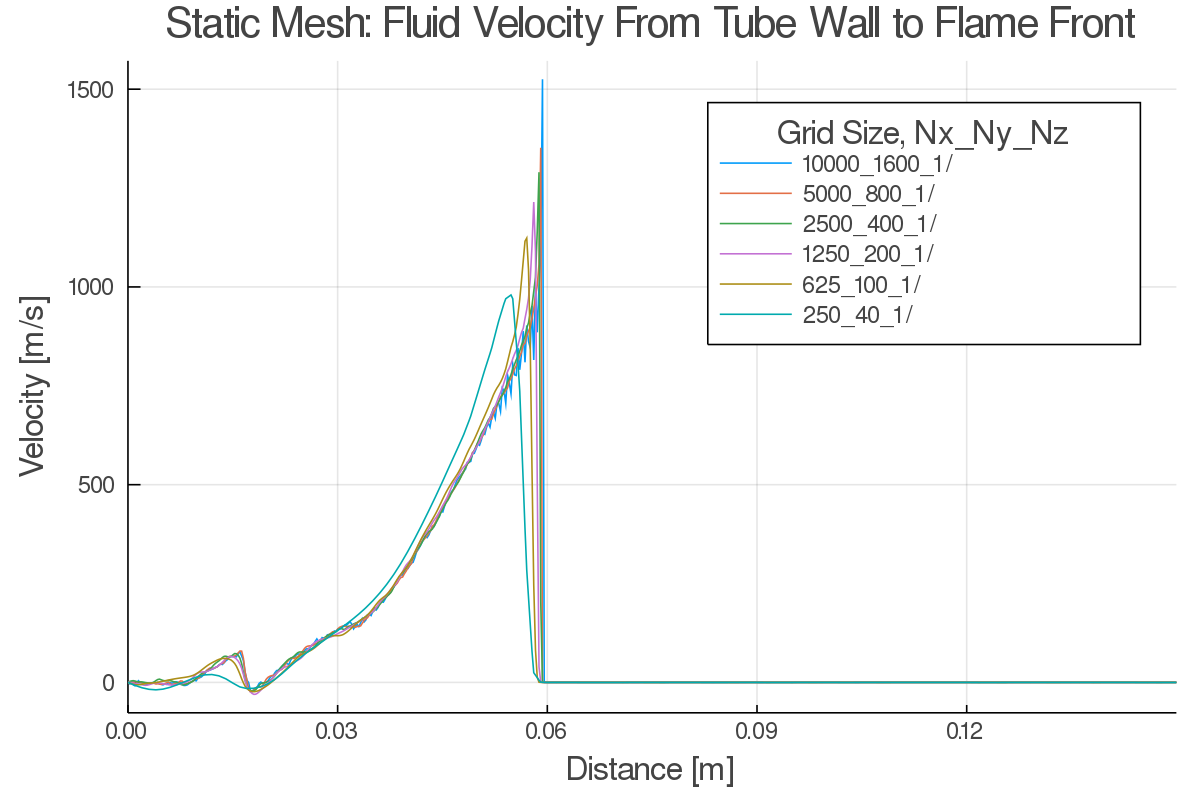 Static Mesh: Fluid Velocity From Tube Wall to Flame Front
1500
1000
500
0
Velocity [m/s]
Grid Size, Nx_Ny_Nz
10000_1600_1/
5000_800_1/
2500_400_1/
1250_200_1/
625_100_1/
250_40_1/
0.00 0.03 0.06 0.09 0.12
Distance [m]